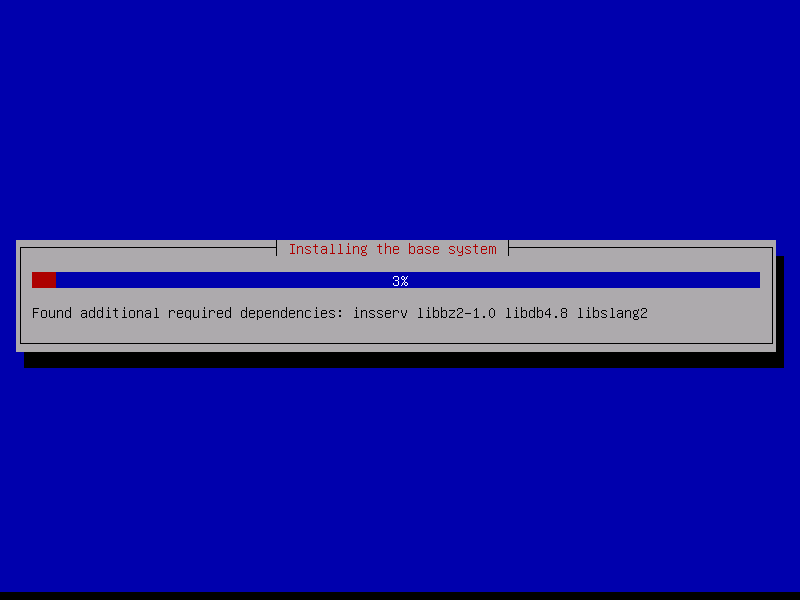 Installing the base system
3%
Found additional required dependencies: insserv libbz2-1.0 libdb4.8 libslang2